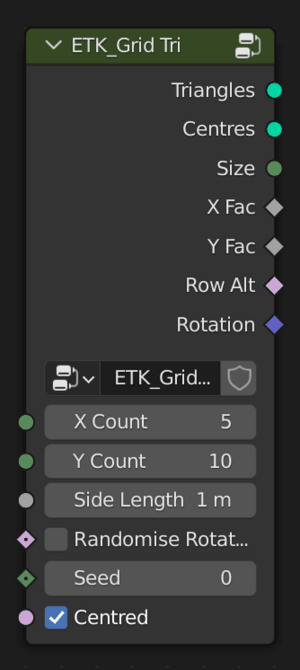 ETK_Grid Tri
Triangles
Centres
Size
X Fac
Y Fac
Row Alt
Rotation
ETK_Grid...
X Count 5
Y Count 10
Side Length 1 m
Randomise Rotat...
Seed 0
Centred